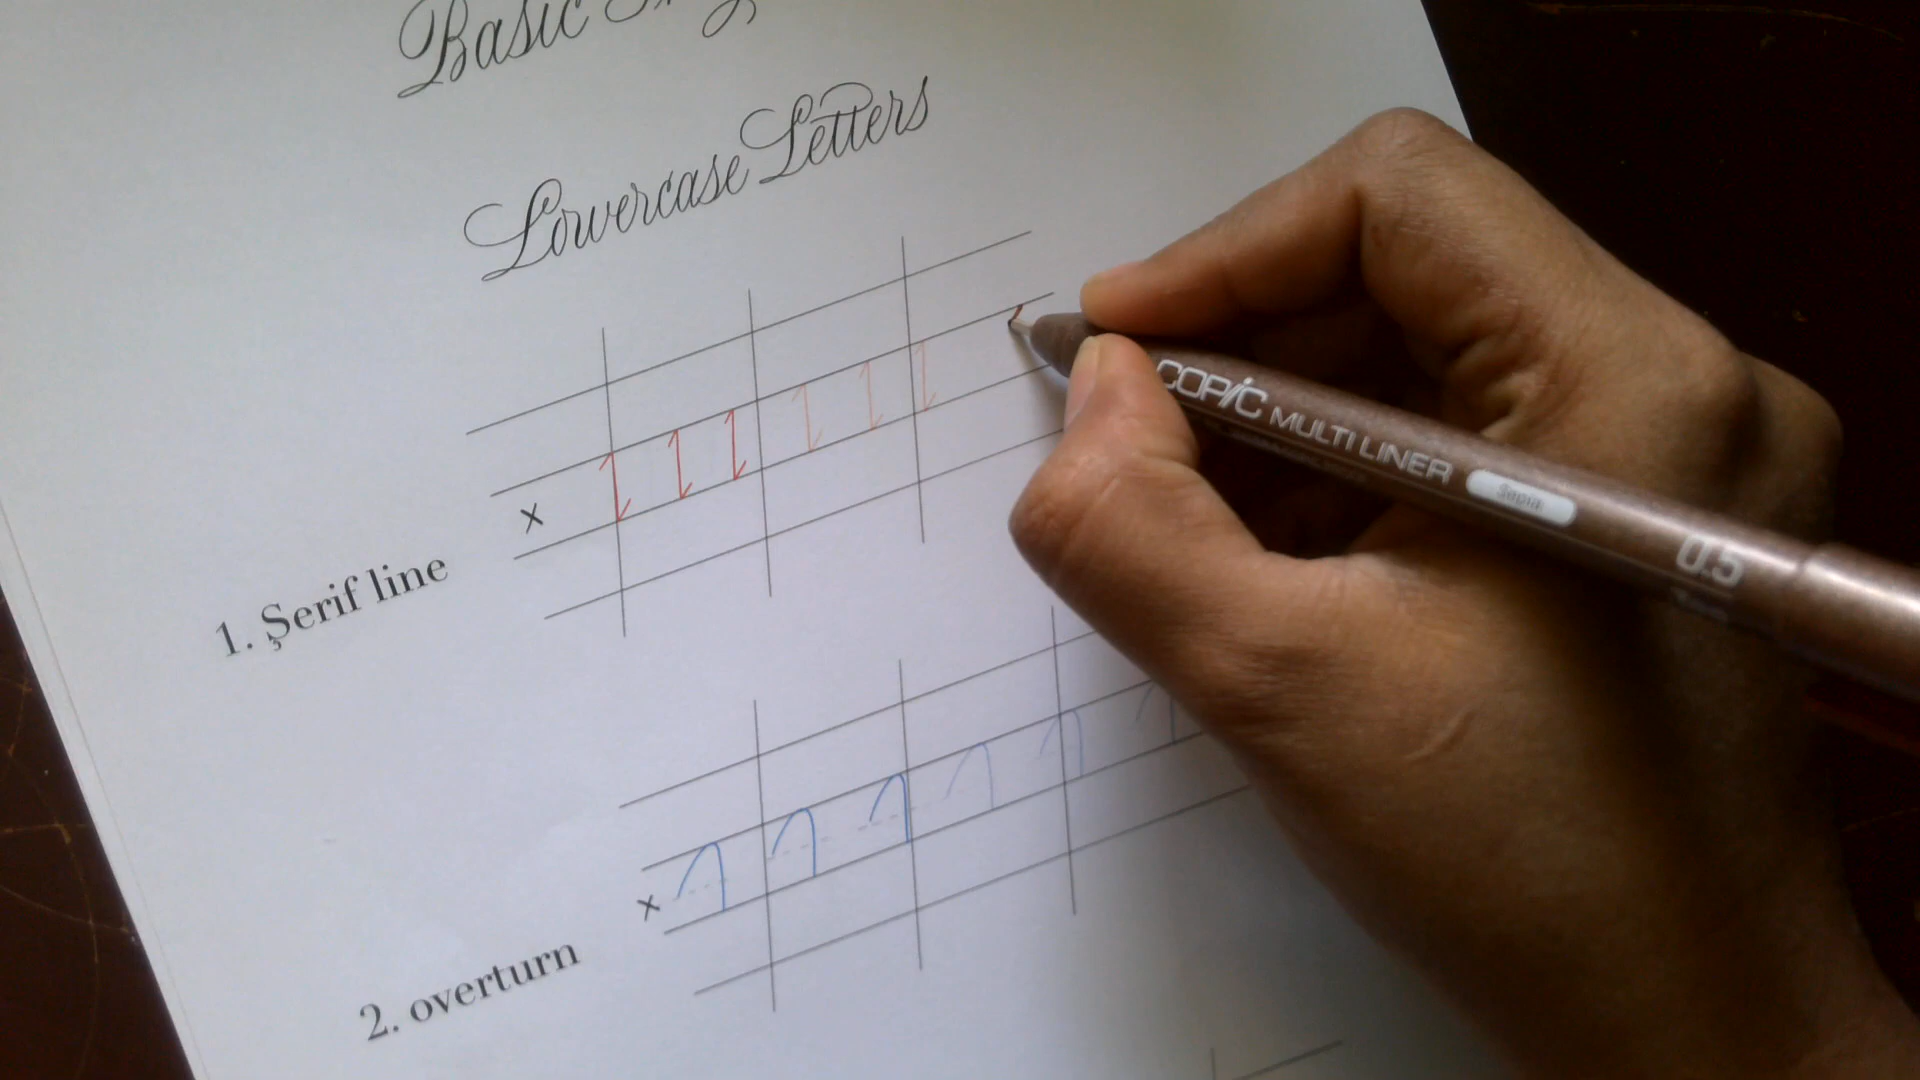 Basic
Lowercase Letters
x
1. Şerif line
x
2. overturn
COPIC MULTI LINER
Sepia
0.5